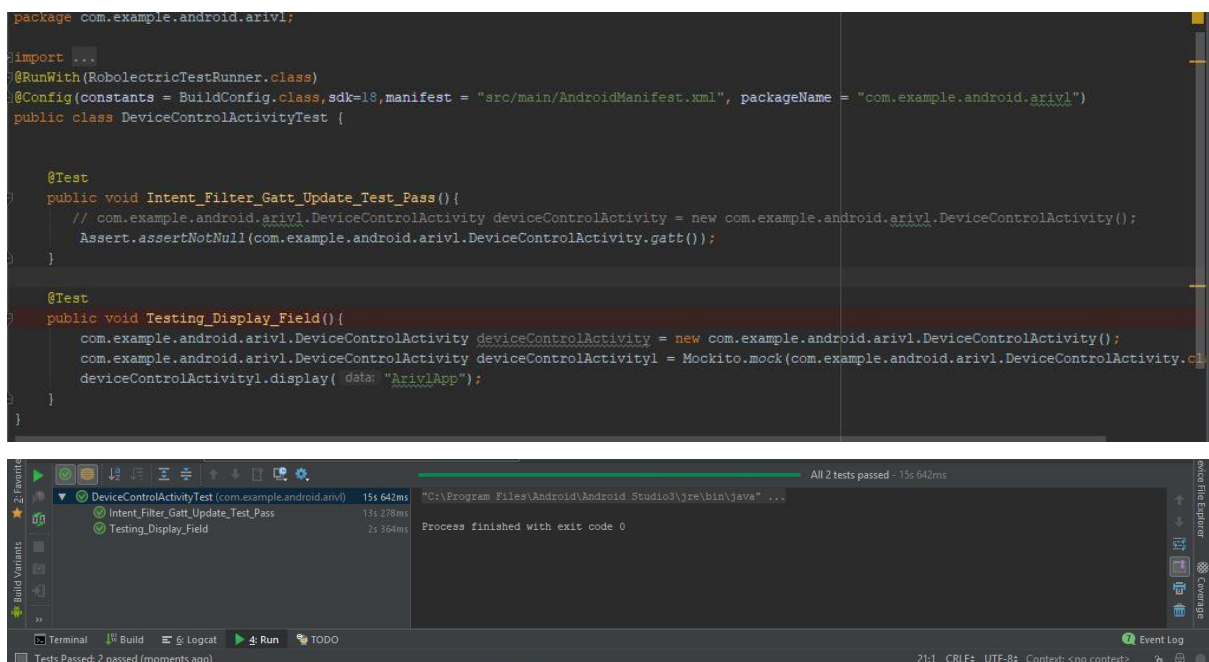 package com.example.android.arivl;
import ...
@RunWith(RobolectricTestRunner.class)
@Config(constants = BuildConfig.class,sdk=18,manifest = "src/main/AndroidManifest.xml", packageName = "com.example.android.arivl")
public class DeviceControlActivityTest {
@Test
public void Intent_Filter_Gatt_Update_Test_Pass(){
// com.example.android.arivl.DeviceControlActivity deviceControlActivity = new com.example.android.arivl.DeviceControlActivity();
Assert.assertNotNull(com.example.android.arivl.DeviceControlActivity.gatt());
}
@Test
public void Testing_Display_Field(){
com.example.android.arivl.DeviceControlActivity deviceControlActivity = new com.example.android.arivl.DeviceControlActivity();
com.example.android.arivl.DeviceControlActivity deviceControlActivity1 = Mockito.mock(com.example.android.arivl.DeviceControlActivity.cl
deviceControlActivity1.display( data: "ArivlApp");
}
}
All 2 tests passed - 15s 642ms
DeviceControlActivityTest (com.example.android.arivl) 15s 642ms
Intent_Filter_Gatt_Update_Test_Pass 13s 278ms
Testing_Display_Field 2s 364ms
"C:\Program Files\Android\Android Studio3\jre\bin\java" ...
Process finished with exit code 0
2: Favorite
Build Variants
evice File Explorer
Coverage
Terminal Build 6: Logcat 4: Run TODO 2 Event Log
Tests Passed: 2 passed (moments ago) 21:1 CRLF UTF-8 Context: <no context>